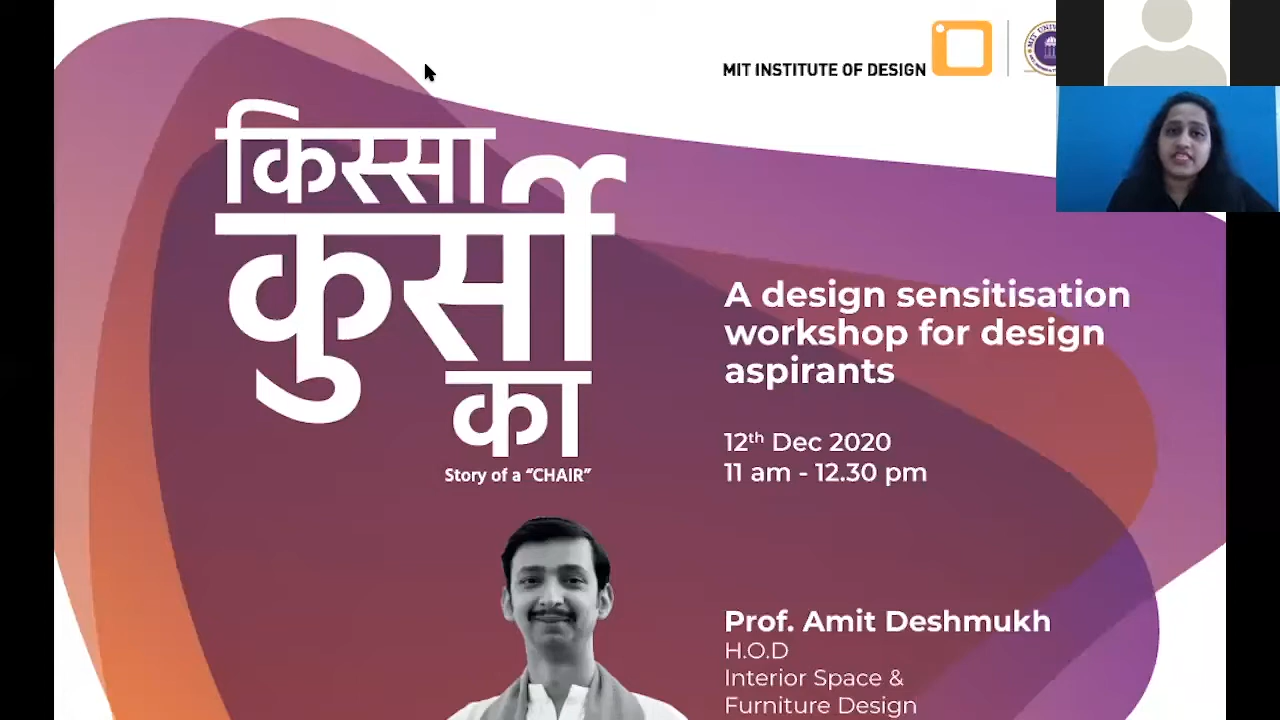 MIT INSTITUTE OF DESIGN
किस्सा
कुर्सी
का
Story of a “CHAIR”
A design sensitisation
workshop for design
aspirants
12th Dec 2020
11 am - 12.30 pm
Prof. Amit Deshmukh
H.O.D
Interior Space &
Furniture Design